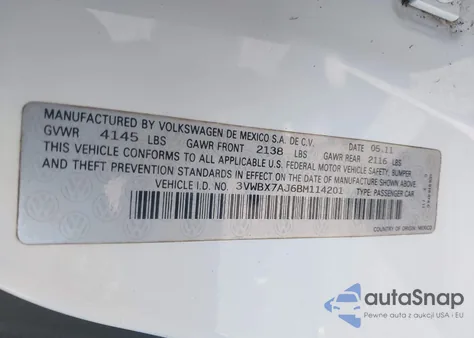 MANUFACTURED BY VOLKSWAGEN DE MEXICO S.A. DE C.V. DATE 05.11
GVWR 4145 LBS GAWR FRONT 2138 LBS GAWR REAR 2116 LBS
THIS VEHICLE CONFORMS TO ALL APPLICABLE U.S. FEDERAL MOTOR VEHICLE SAFETY, BUMPER,
AND THEFT PREVENTION STANDARDS IN EFFECT ON THE DATE OF MANUFACTURE SHOWN ABOVE.
VEHICLE I.D. NO. 3VWBX7AJ6BM114201 TYPE: PASSENGER CAR
COUNTRY OF ORIGIN: MEXICO
autoSnap
Pewne auta z aukcji USA i EU